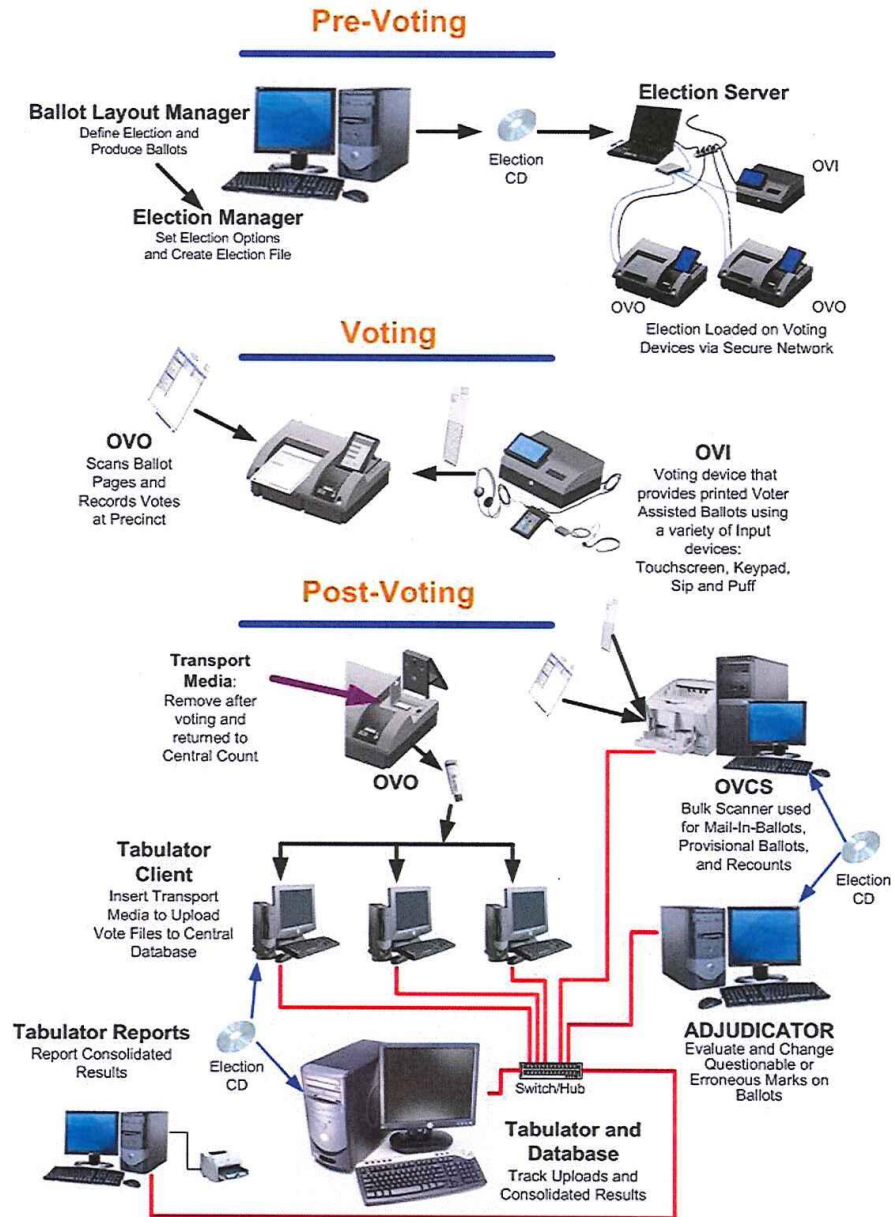 Pre-Voting
Ballot Layout Manager
Define Election and
Produce Ballots
Election Manager
Set Election Options
and Create Election File
Election
CD
Election Server
OVI
OVO
OVO
Election Loaded on Voting
Devices via Secure Network
Voting
OVO
Scans Ballot
Pages and
Records Votes
at Precinct
OVI
Voting device that
provides printed Voter
Assisted Ballots using
a variety of Input
devices:
Touchscreen, Keypad,
Sip and Puff
Post-Voting
Transport
Media:
Remove after
voting and
returned to
Central Count
OVO
OVCS
Bulk Scanner used
for Mail-In-Ballots,
Provisional Ballots,
and Recounts
Election
CD
Tabulator
Client
Insert Transport
Media to Upload
Vote Files to Central
Database
ADJUDICATOR
Evaluate and Change
Questionable or
Erroneous Marks on
Ballots
Tabulator Reports
Report Consolidated
Results
Election
CD
Switch/Hub
Tabulator and
Database
Track Uploads and
Consolidated Results